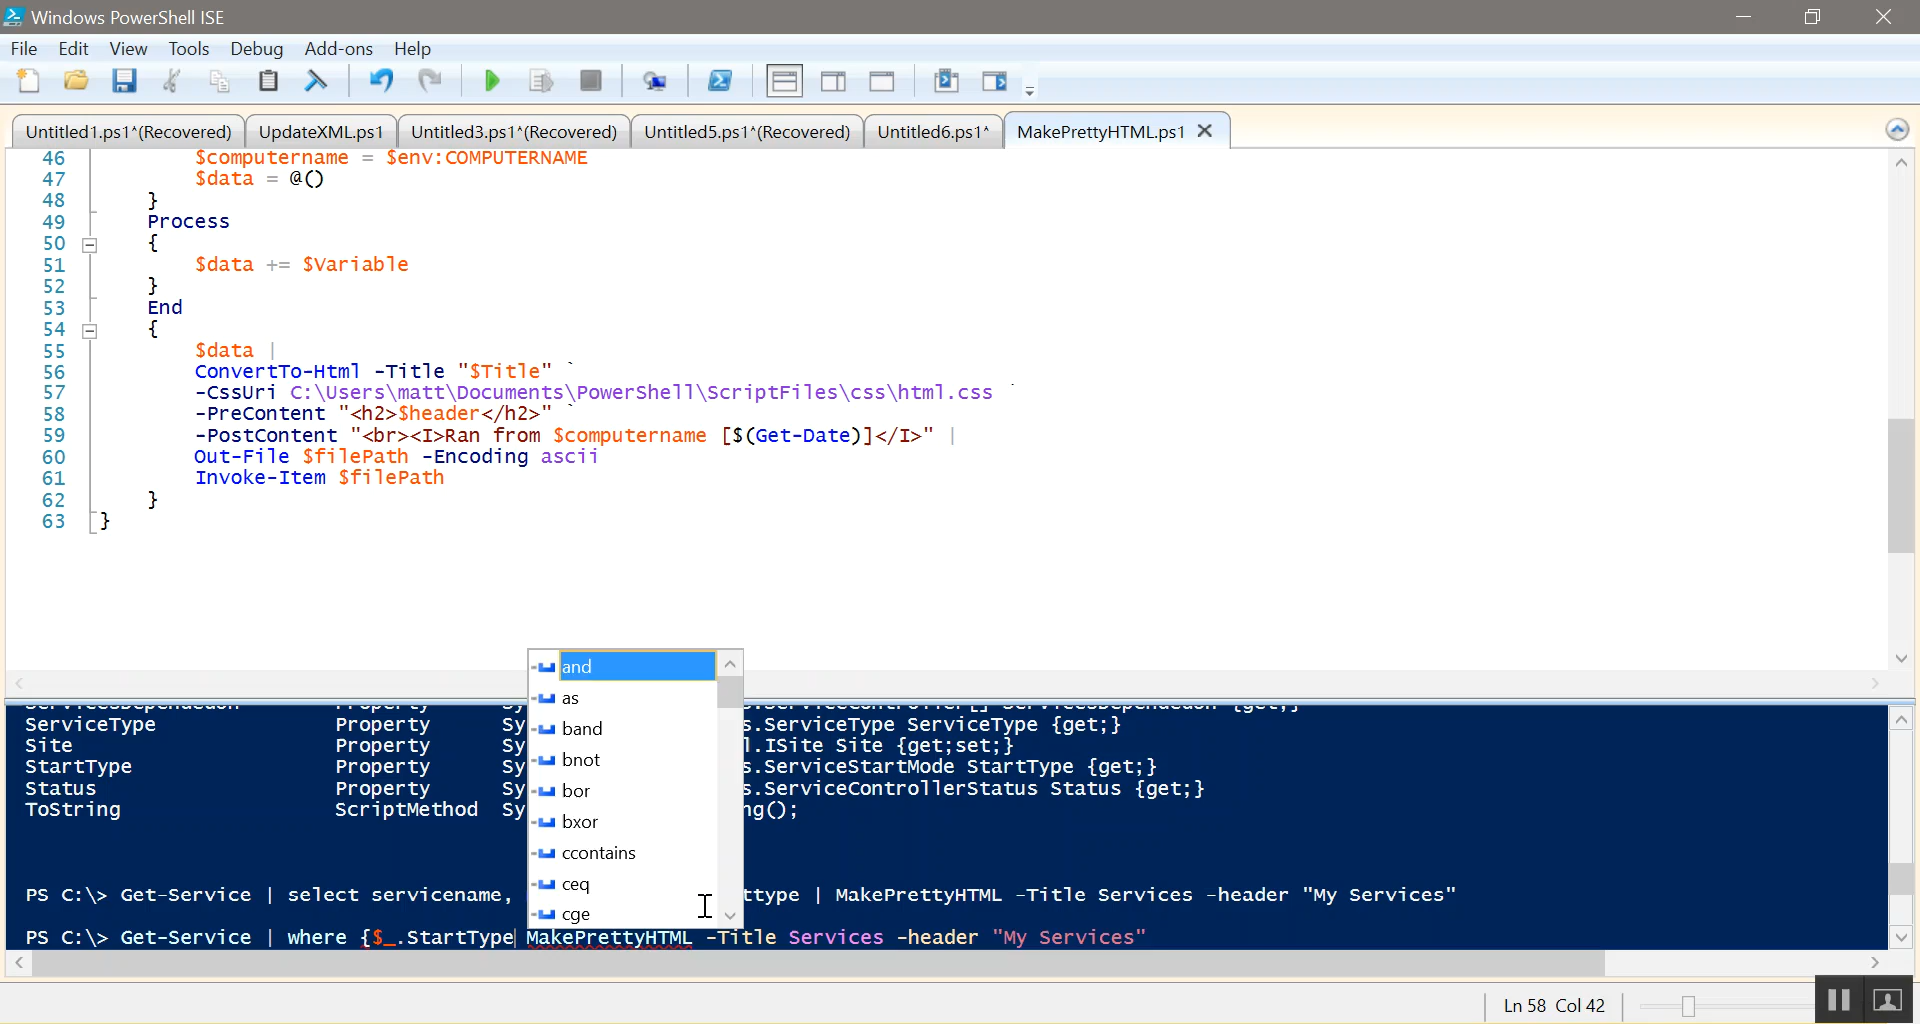 Windows PowerShell ISE
File Edit View Tools Debug Add-ons Help
Untitled1.ps1*(Recovered) UpdateXML.ps1 Untitled3.ps1*(Recovered) Untitled5.ps1*(Recovered) Untitled6.ps1* MakePrettyHTML.ps1
46 $computername = $env:COMPUTERNAME
47 $data = @()
48 }
49 Process
50 {
51 $data += $Variable
52 }
53 End
54 {
55 $data |
56 ConvertTo-Html -Title "$Title" `
57 -CssUri C:\Users\matt\Documents\PowerShell\ScriptFiles\css\html.css `
58 -PreContent "<h2>$header</h2>" `
59 -PostContent "<br><I>Ran from $computername [$(Get-Date)]</I>" |
60 Out-File $filePath -Encoding ascii
61 Invoke-Item $filePath
62 }
63 }
and
as
band
bnot
bor
bxor
ccontains
ceq
cge
ServiceType Property Sy s.ServiceType ServiceType {get;}
Site Property Sy l.ISite Site {get;set;}
StartType Property Sy s.ServiceStartMode StartType {get;}
Status Property Sy s.ServiceControllerStatus Status {get;}
ToString ScriptMethod Sy ng();
PS C:\> Get-Service | select servicename, ttype | MakePrettyHTML -Title Services -header "My Services"
PS C:\> Get-Service | where {$_.StartType MakePrettyHTML -Title Services -header "My Services"
Ln 58 Col 42